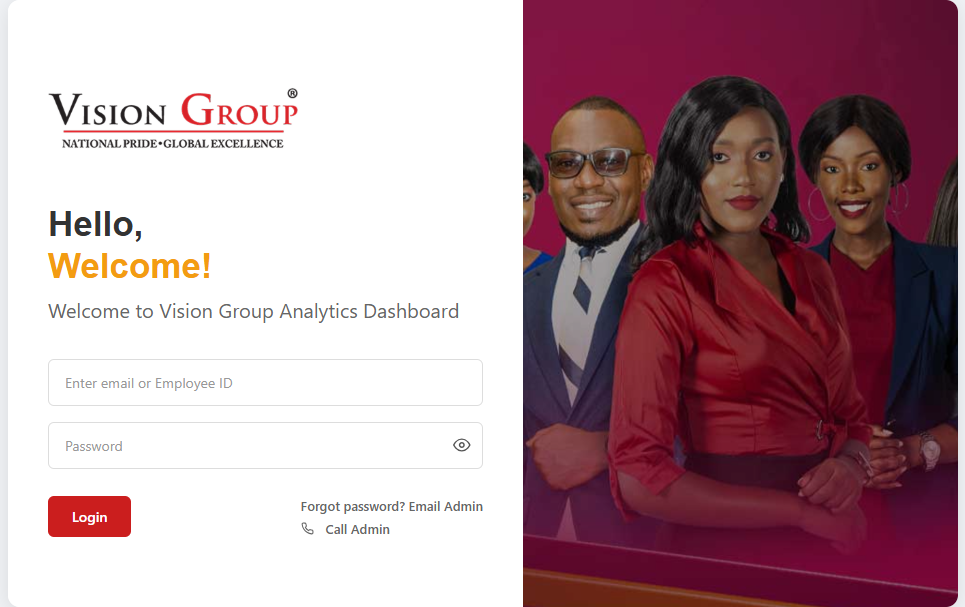 VISION GROUP®
NATIONAL PRIDE•GLOBAL EXCELLENCE
Hello,
Welcome!
Welcome to Vision Group Analytics Dashboard
Enter email or Employee ID
Password
Login
Forgot password? Email Admin
Call Admin